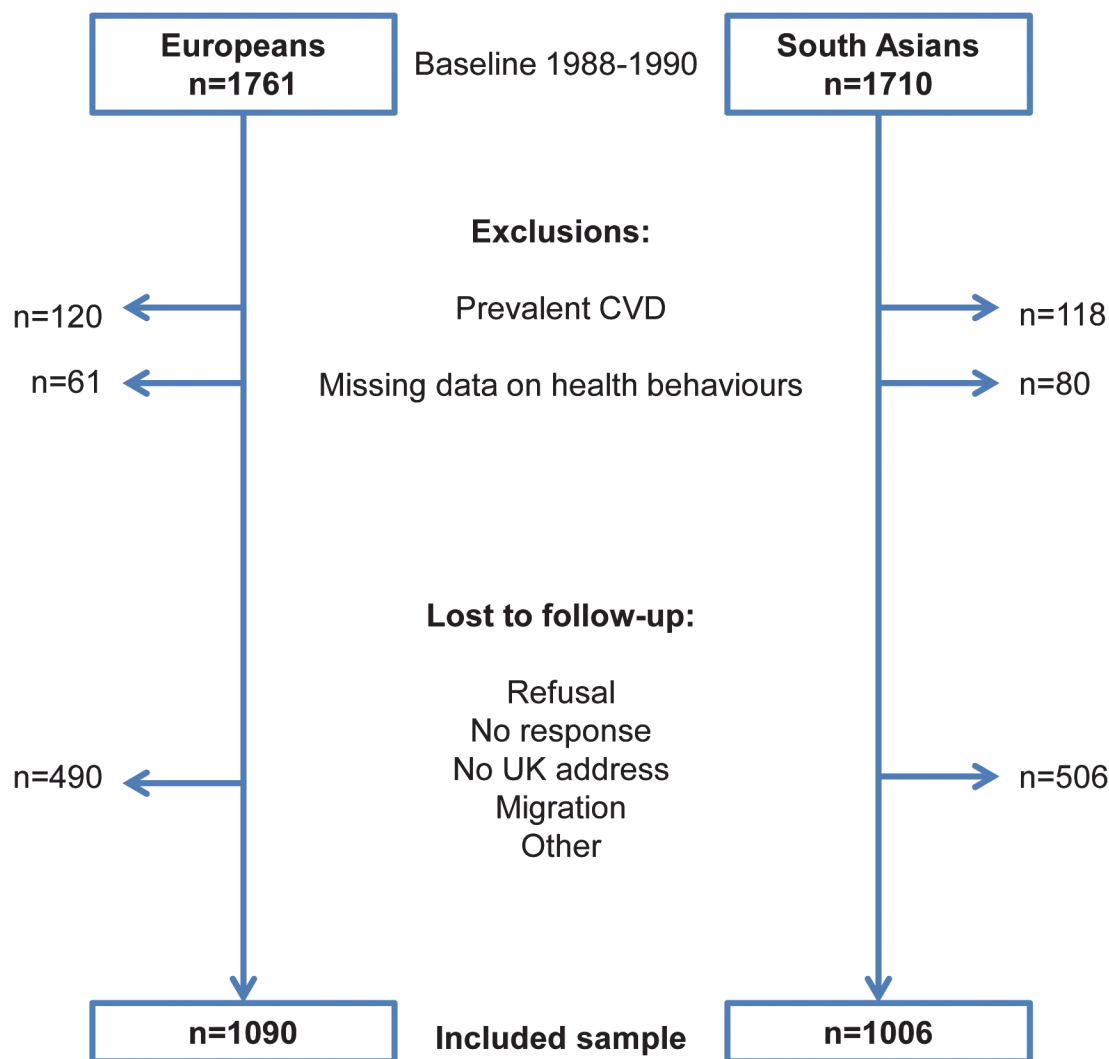 Europeans
n=1761
Baseline 1988-1990
South Asians
n=1710
Exclusions:
n=120
Prevalent CVD
n=118
n=61
Missing data on health behaviours
n=80
Lost to follow-up:
Refusal
No response
n=490
No UK address
n=506
Migration
Other
n=1090
Included sample
n=1006